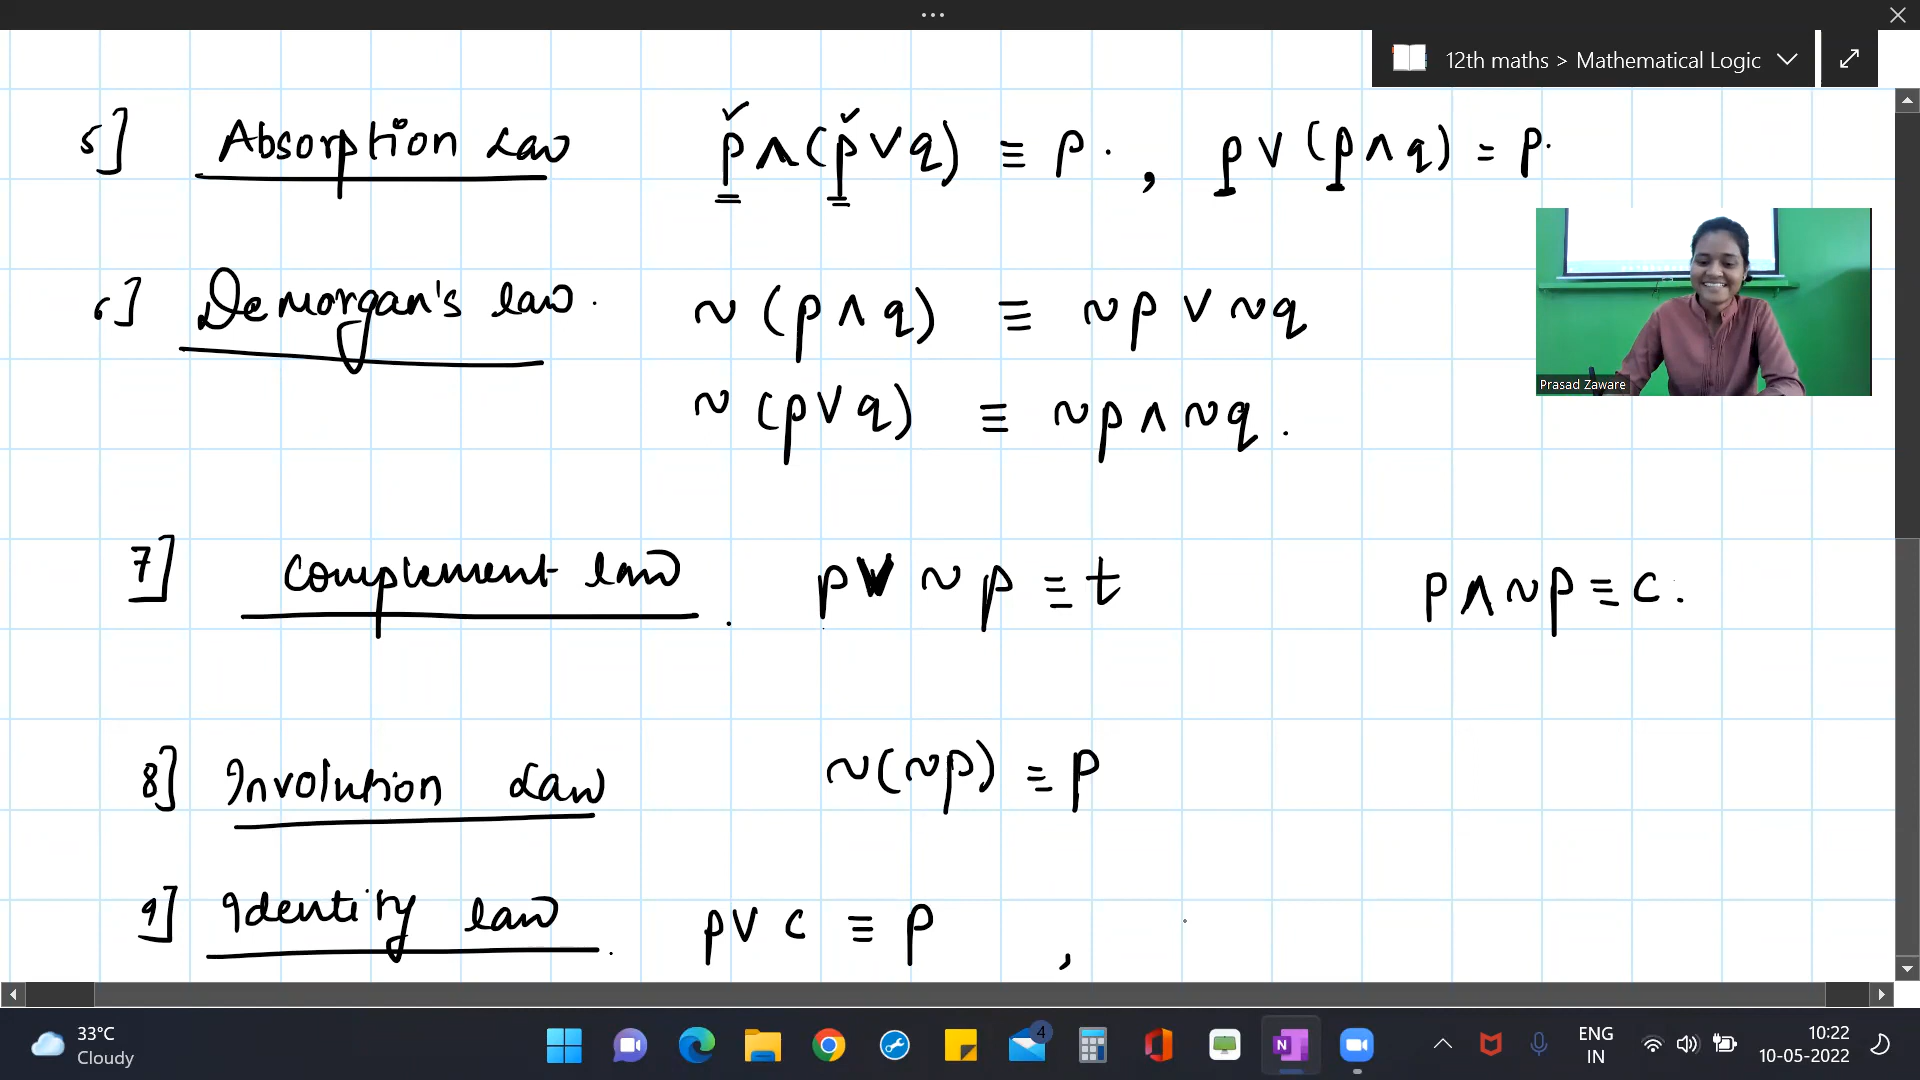 12th maths > Mathematical Logic
5] Absorption Law p∧(p∨q) ≡ p. , p∨(p∧q) = p.
Prasad Zaware
6] De morgan's law. ~(p∧q) ≡ ~p∨~q
~(p∨q) ≡ ~p∧~q.
7] Complement law. p∨~p ≡ t p∧~p ≡ c.
8] Involution Law ~(~p) ≡ p
9] Identity law. p∨c ≡ p ,
33°C
Cloudy
4
N
ENG
IN
10:22
10-05-2022